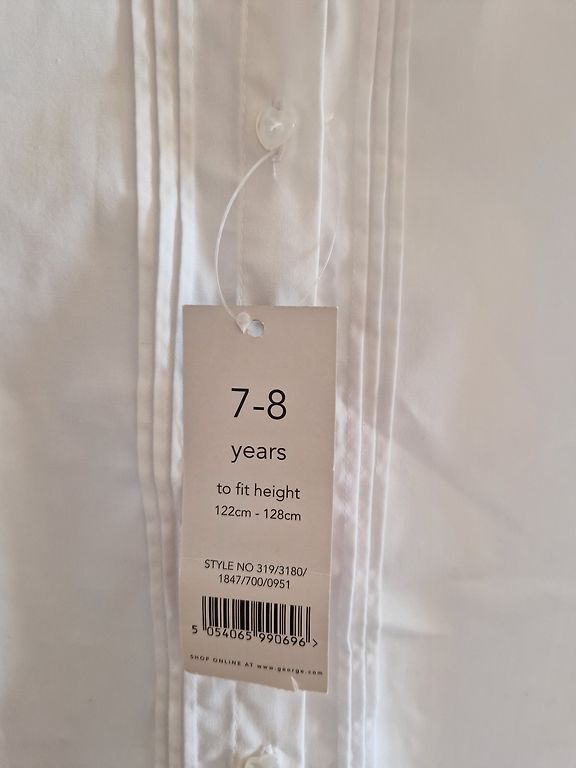 7-8
years
to fit height
122cm - 128cm
STYLE NO 319/3180/
1847/700/0951
5 054065 990696 >
SHOP ONLINE AT www.george.com